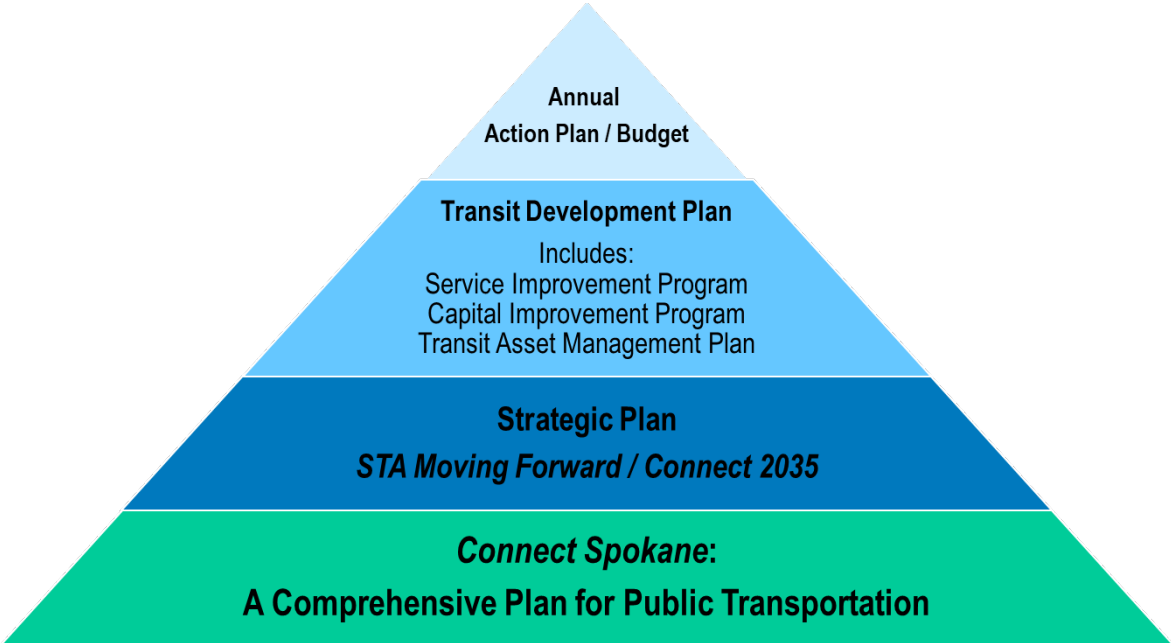 Annual
Action Plan / Budget
Transit Development Plan
Includes:
Service Improvement Program
Capital Improvement Program
Transit Asset Management Plan
Strategic Plan
STA Moving Forward / Connect 2035
Connect Spokane:
A Comprehensive Plan for Public Transportation